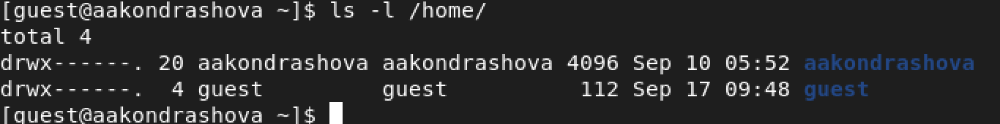 [guest@aakondrashova ~]$ ls -l /home/
total 4
drwx------. 20 aakondrashova aakondrashova 4096 Sep 10 05:52 aakondrashova
drwx------.  4 guest         guest          112 Sep 17 09:48 guest
[guest@aakondrashova ~]$